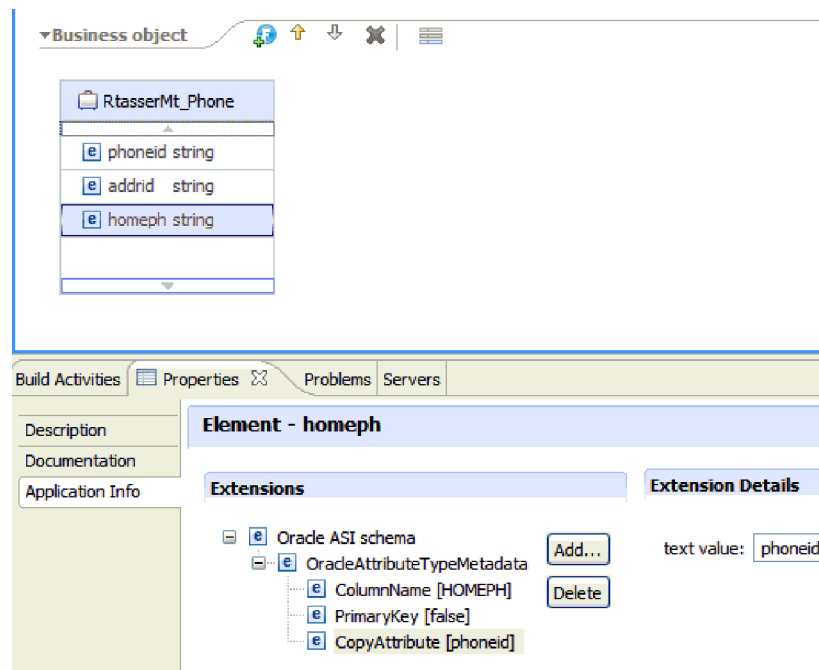 Business object
RtasserMt_Phone
e phoneid string
e addrid string
e homeph string
Build Activities Properties Problems Servers
Description
Documentation
Application Info
Element - homeph
Extensions
e Oracle ASI schema
e OracleAttributeTypeMetadata
e ColumnName [HOMEPH]
e PrimaryKey [false]
e CopyAttribute [phoneid]
Add...
Delete
Extension Details
text value: phoneid